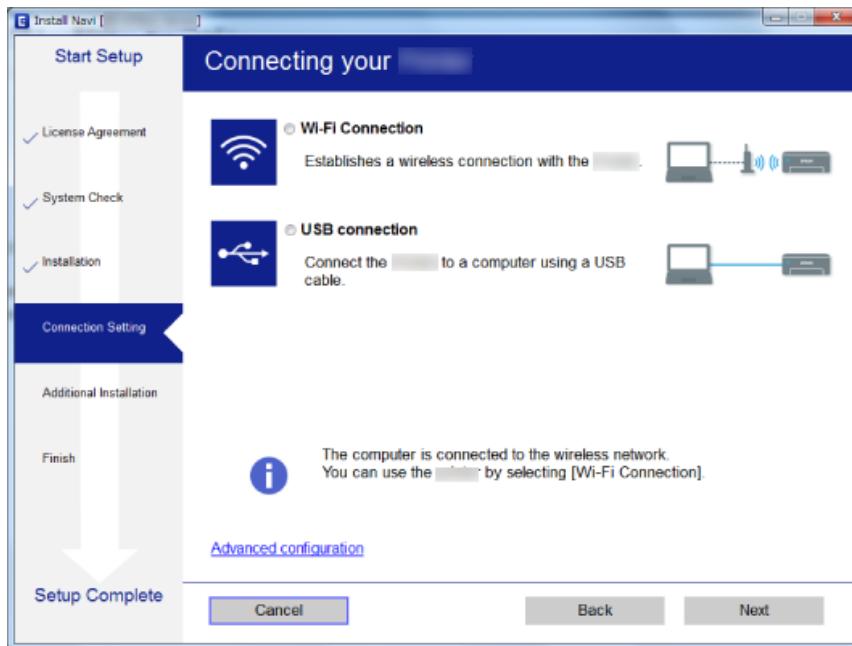 E Install Navi [ ]
Start Setup
Connecting your
License Agreement
System Check
Installation
Connection Setting
Additional Installation
Finish
Setup Complete
Wi-Fi Connection
Establishes a wireless connection with the .
USB connection
Connect the to a computer using a USB
cable.
The computer is connected to the wireless network.
You can use the by selecting [Wi-Fi Connection].
Advanced configuration
Cancel
Back
Next